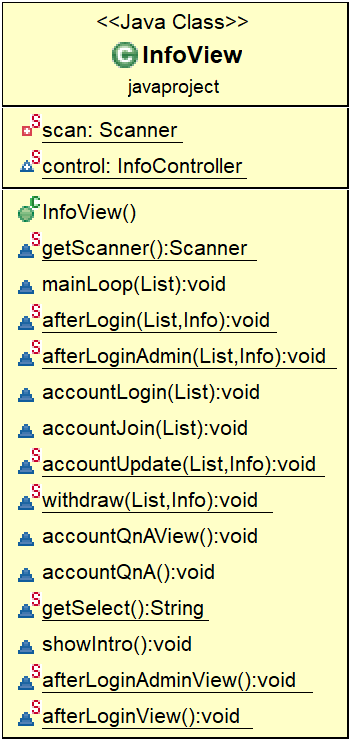 <<Java Class>>
C InfoView
javaproject
S scan: Scanner
S control: InfoController
C InfoView()
S getScanner():Scanner
mainLoop(List):void
S afterLogin(List,Info):void
S afterLoginAdmin(List,Info):void
accountLogin(List):void
accountJoin(List):void
S accountUpdate(List,Info):void
S withdraw(List,Info):void
accountQnAView():void
accountQnA():void
S getSelect():String
showIntro():void
S afterLoginAdminView():void
S afterLoginView():void